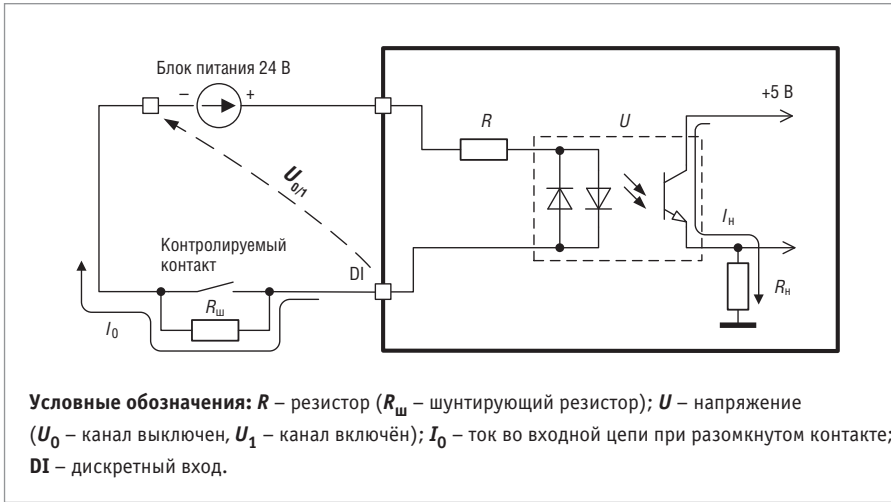 Блок питания 24 В
– +
+5 В
R
U
U0/1
Контролируемый
контакт
DI
Iн
Rш
Rн
I0
Условные обозначения: R – резистор (Rш – шунтирующий резистор); U – напряжение
(U0 – канал выключен, U1 – канал включён); I0 – ток во входной цепи при разомкнутом контакте;
DI – дискретный вход.